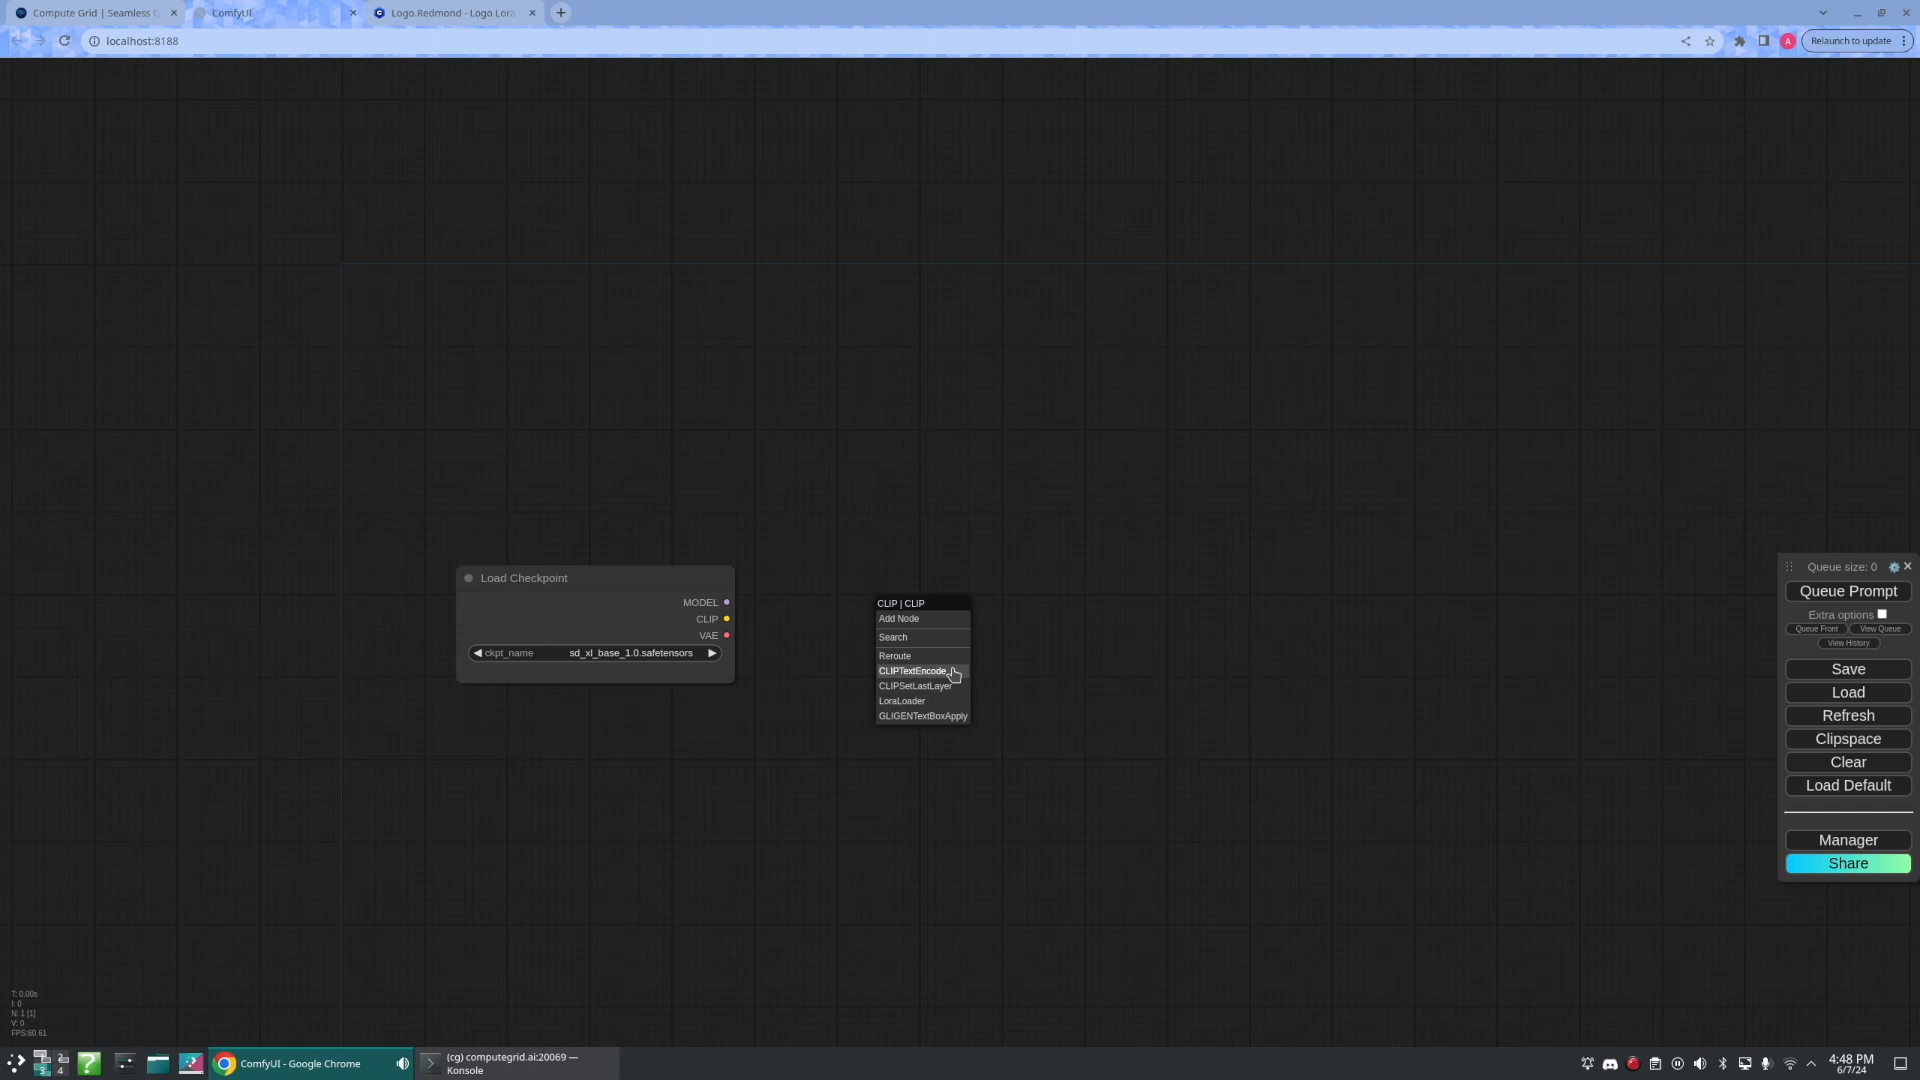 Compute Grid | Seamless C
ComfyUI
Logo.Redmond - Logo Lora
localhost:8188
A
Relaunch to update
Load Checkpoint
MODEL
CLIP
VAE
ckpt_name sd_xl_base_1.0.safetensors
CLIP | CLIP
Add Node
Search
Reroute
CLIPTextEncode
CLIPSetLastLayer
LoraLoader
GLIGENTextBoxApply
Queue size: 0
Queue Prompt
Extra options
Queue Front View Queue
View History
Save
Load
Refresh
Clipspace
Clear
Load Default
Manager
Share
T: 0.00s
I: 0
N: 1 [1]
V: 0
FPS:60.61
2
3 4
ComfyUI - Google Chrome
(cg) computegrid.ai:20069 —
Konsole
4:48 PM
6/7/24